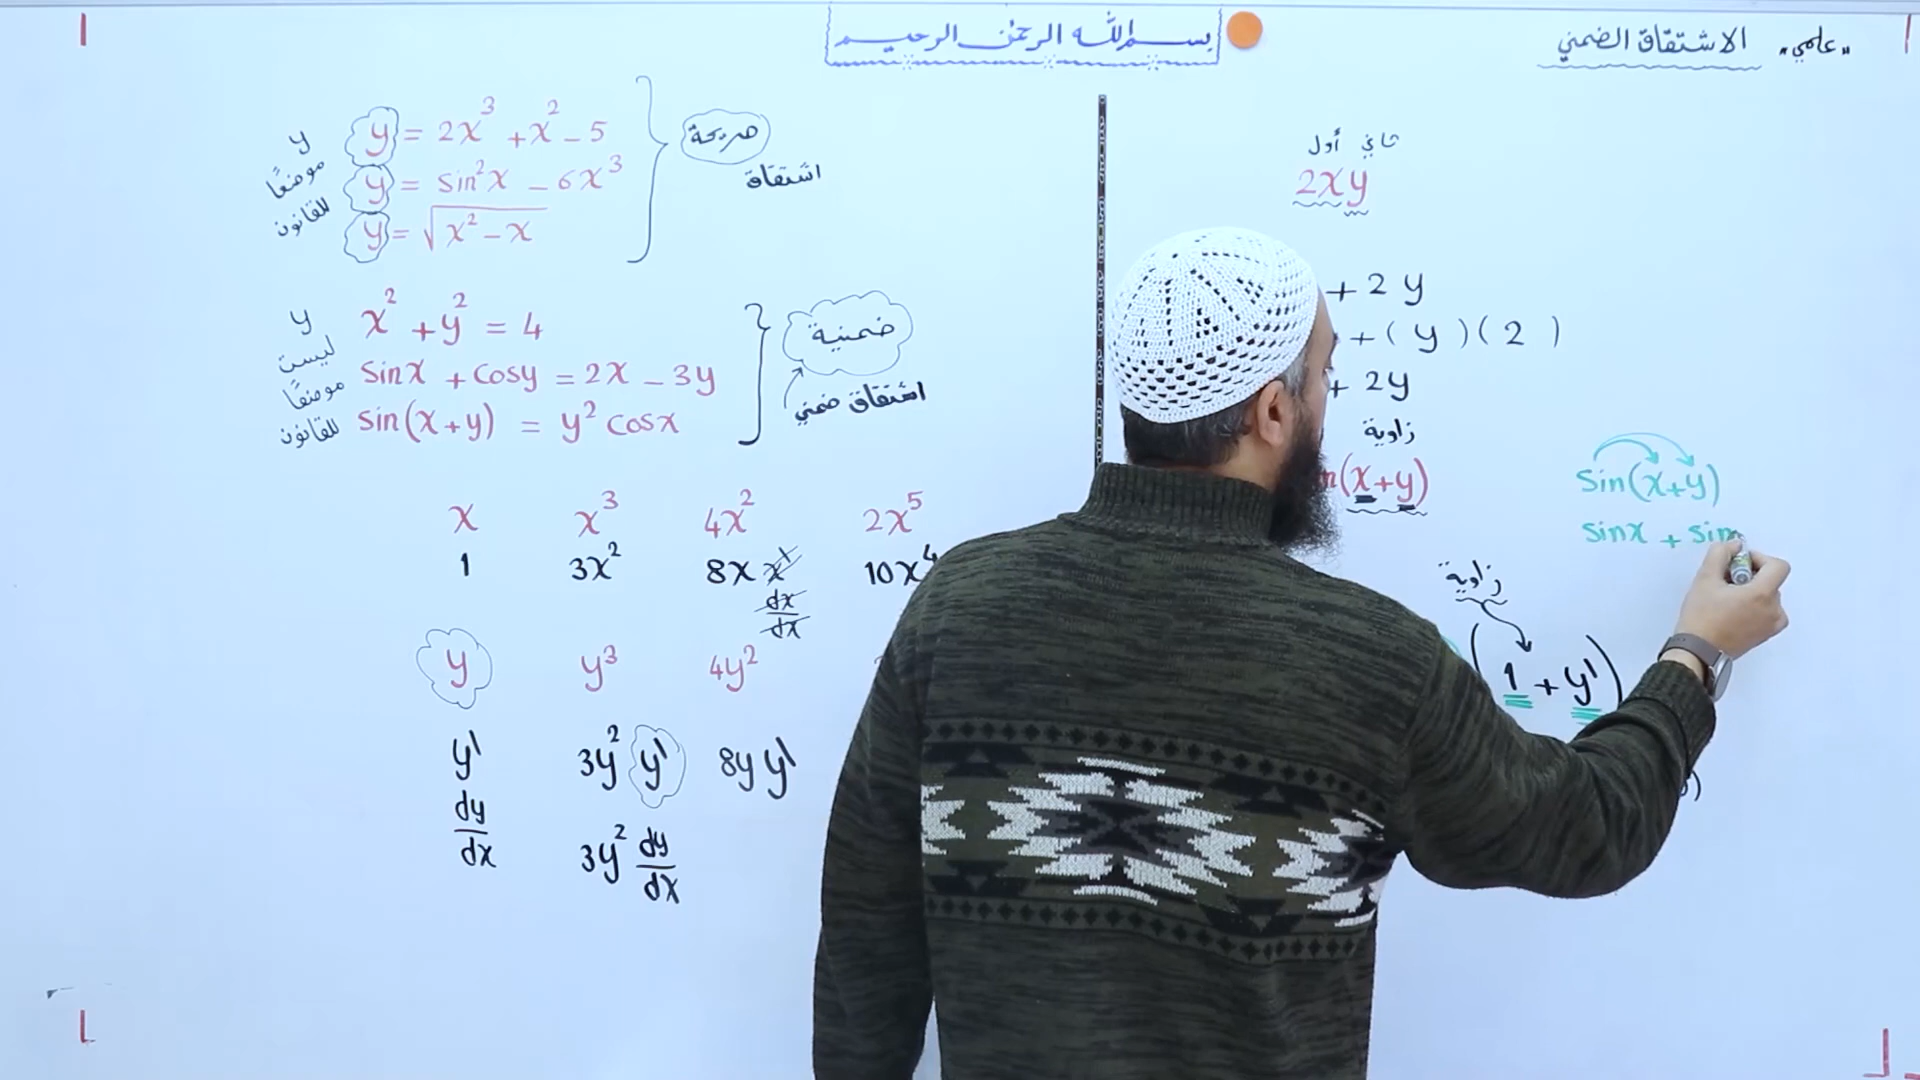 بسم الله الرحمن الرحيم
"علمي" الاشتقاق الضمني
y = 2x³ + x² - 5
y = sin²x - 6x³
y = √(x² - x)
y
موضعًا
للقانون
صريحة
اشتقاق
x² + y² = 4
sinx + cosy = 2x - 3y
sin(x+y) = y² cosx
y
ليست
موضعًا
للقانون
ضمنية
اشتقاق ضمني
x x³ 4x² 2x⁵
1 3x² 8x x' 10x⁴
dx/dx
y y³ 4y²
y' 3y² y' 8y y'
dy/dx 3y² dy/dx
ثاني أول
2xy
+ 2y
+ (y)(2)
+ 2y
زاوية
n(x+y)
زاوية
(1 + y')
sin(x+y)
sinx + sin